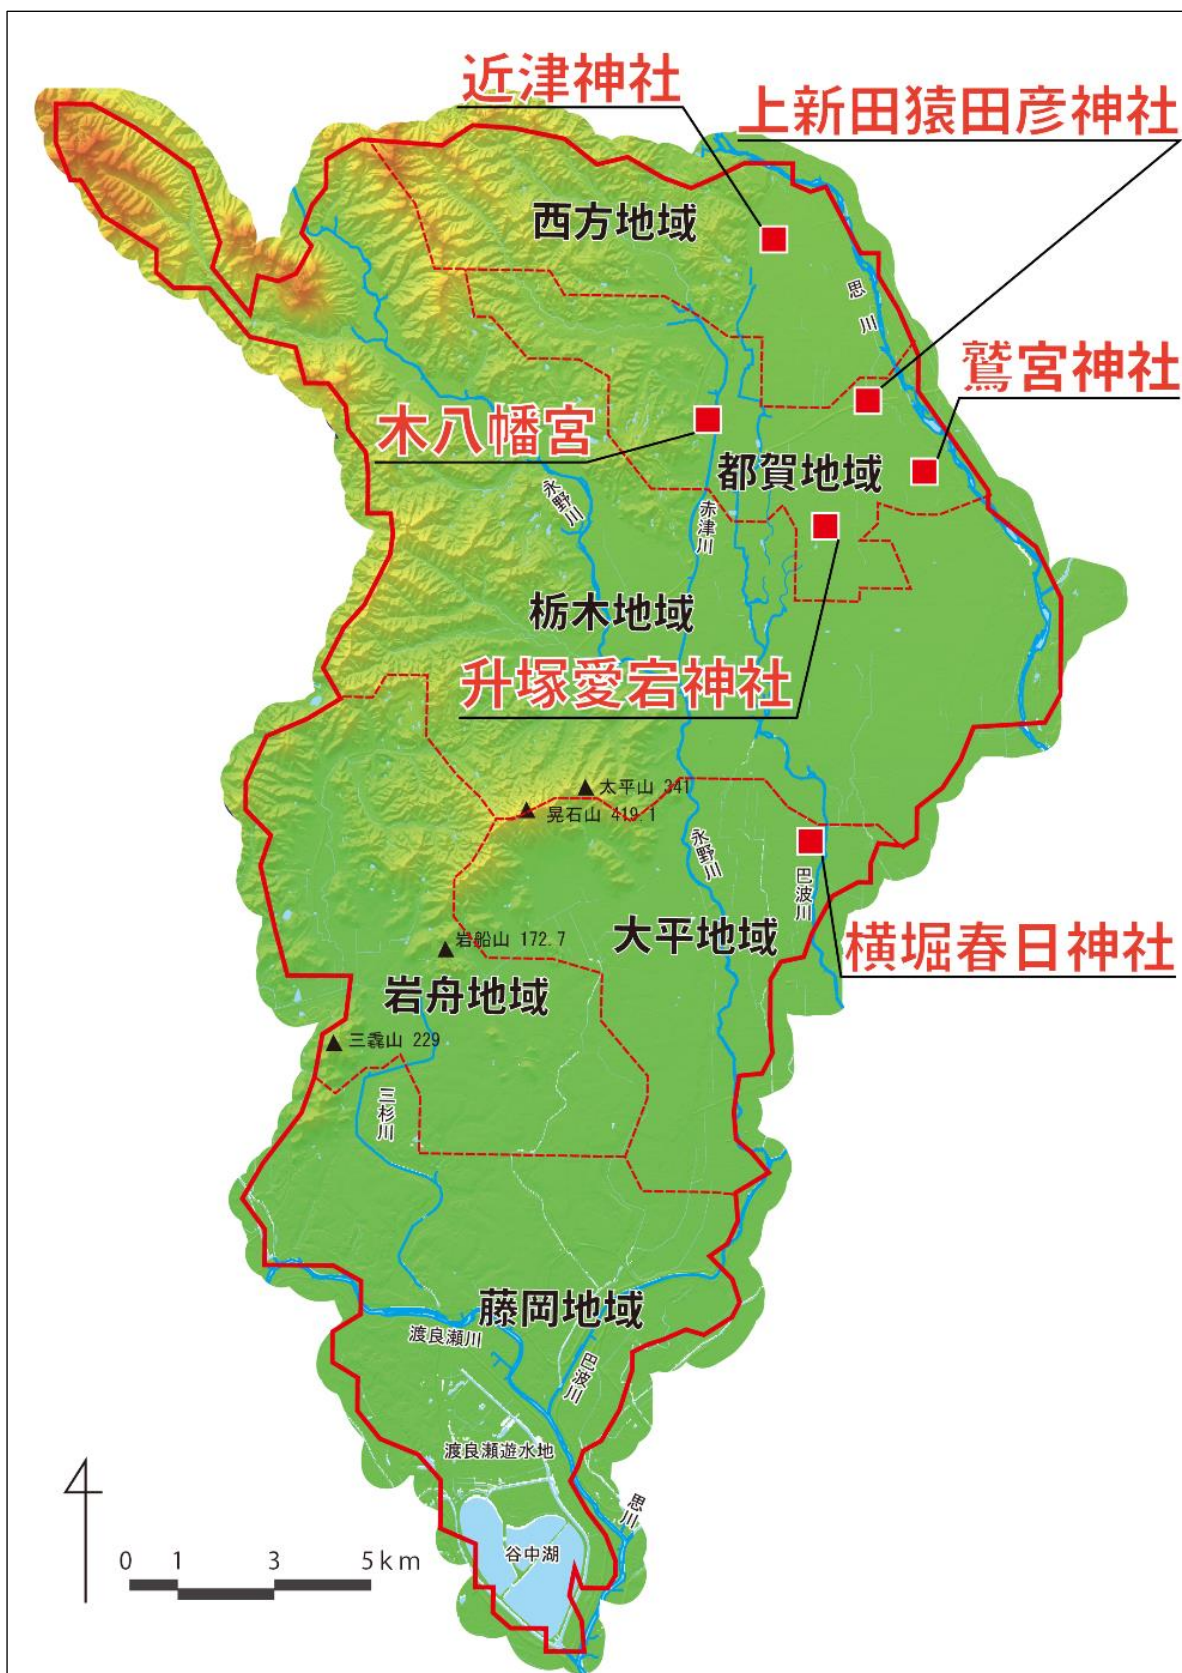 近津神社
上新田猿田彦神社
西方地域
思川
鷲宮神社
木八幡宮
都賀地域
永野川
赤津川
栃木地域
升塚愛宕神社
太平山 341
晃石山 419.1
永野川
巴波川
大平地域
横堀春日神社
岩船山 172.7
岩舟地域
三毳山 229
三杉川
藤岡地域
渡良瀬川
巴波川
渡良瀬遊水地
思川
谷中湖
0 1 3 5km